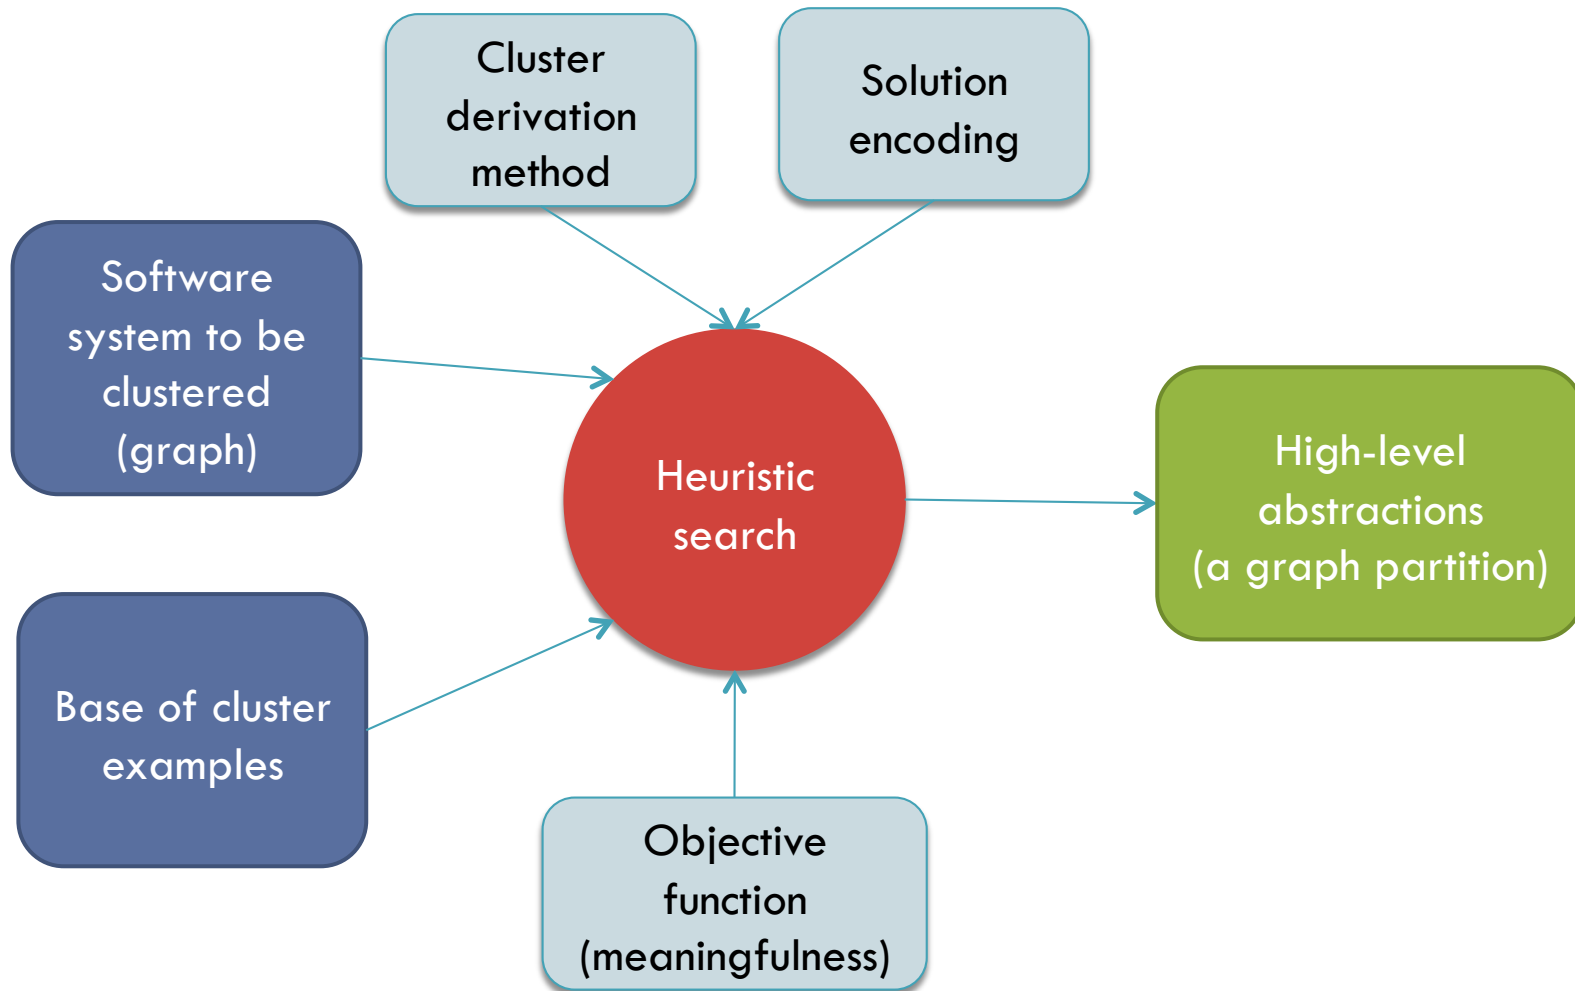 Cluster
derivation
method
Solution
encoding
Software
system to be
clustered
(graph)
Heuristic
search
High-level
abstractions
(a graph partition)
Base of cluster
examples
Objective
function
(meaningfulness)